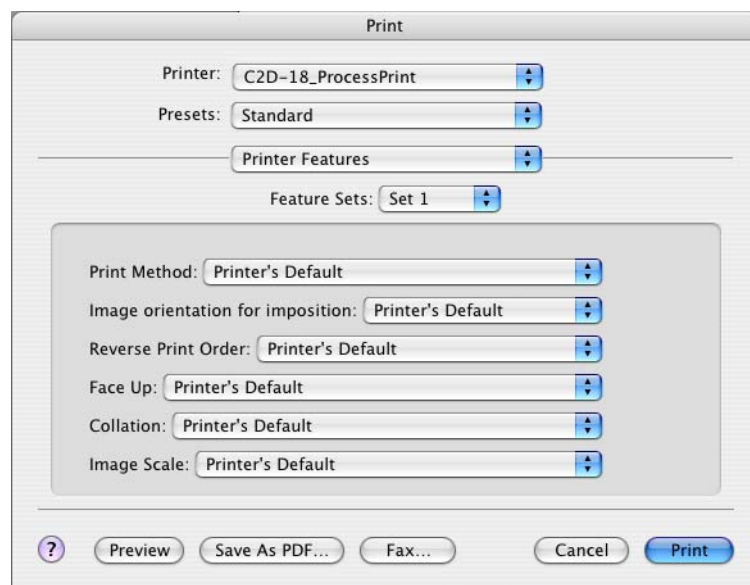 Print
Printer: C2D-18_ProcessPrint
Presets: Standard
Printer Features
Feature Sets: Set 1
Print Method: Printer's Default
Image orientation for imposition: Printer's Default
Reverse Print Order: Printer's Default
Face Up: Printer's Default
Collation: Printer's Default
Image Scale: Printer's Default
? Preview Save As PDF... Fax... Cancel Print